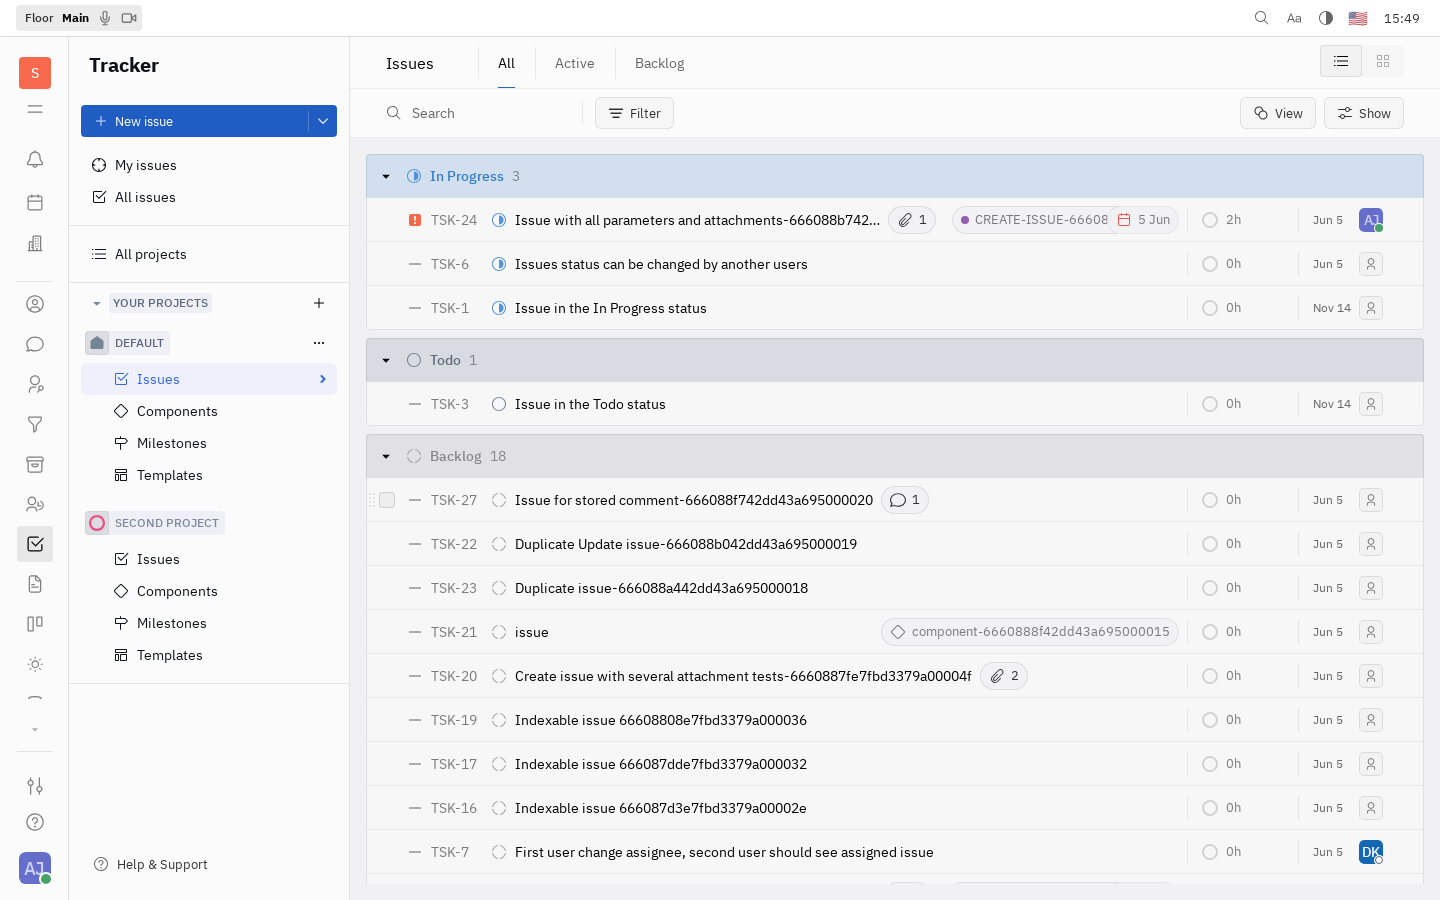 Floor Main
Aa
15:49
S
Tracker
New issue
My issues
All issues
All projects
YOUR PROJECTS
DEFAULT
Issues
Components
Milestones
Templates
SECOND PROJECT
Issues
Components
Milestones
Templates
Help & Support
AJ
Issues
All
Active
Backlog
Search
Filter
View
Show
In Progress 3
TSK-24 Issue with all parameters and attachments-666088b742... 1 CREATE-ISSUE-66608 5 Jun 2h Jun 5 AJ
TSK-6 Issues status can be changed by another users 0h Jun 5
TSK-1 Issue in the In Progress status 0h Nov 14
Todo 1
TSK-3 Issue in the Todo status 0h Nov 14
Backlog 18
TSK-27 Issue for stored comment-666088f742dd43a695000020 1 0h Jun 5
TSK-22 Duplicate Update issue-666088b042dd43a695000019 0h Jun 5
TSK-23 Duplicate issue-666088a442dd43a695000018 0h Jun 5
TSK-21 issue component-6660888f42dd43a695000015 0h Jun 5
TSK-20 Create issue with several attachment tests-6660887fe7fbd3379a00004f 2 0h Jun 5
TSK-19 Indexable issue 66608808e7fbd3379a000036 0h Jun 5
TSK-17 Indexable issue 666087dde7fbd3379a000032 0h Jun 5
TSK-16 Indexable issue 666087d3e7fbd3379a00002e 0h Jun 5
TSK-7 First user change assignee, second user should see assigned issue 0h Jun 5 DK